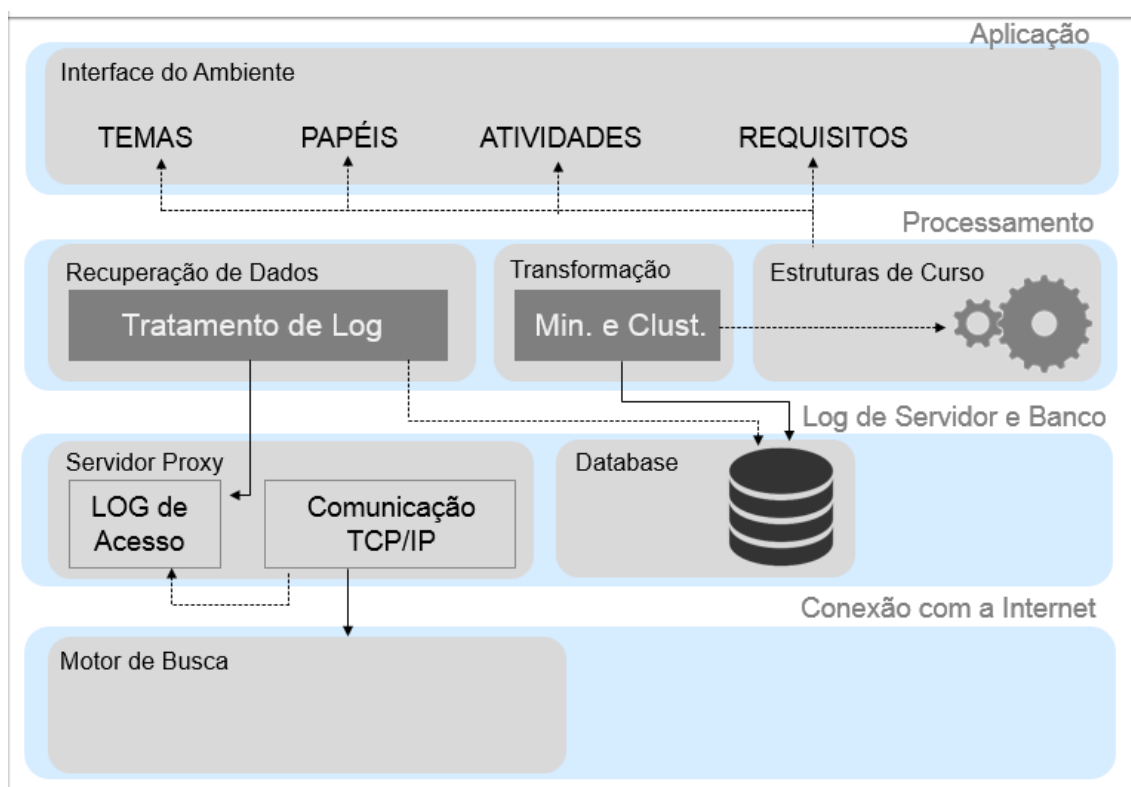 Aplicação
Interface do Ambiente
TEMAS PAPÉIS ATIVIDADES REQUISITOS
Processamento
Recuperação de Dados
Tratamento de Log
Transformação
Min. e Clust.
Estruturas de Curso
Log de Servidor e Banco
Servidor Proxy
LOG de
Acesso
Comunicação
TCP/IP
Database
Conexão com a Internet
Motor de Busca